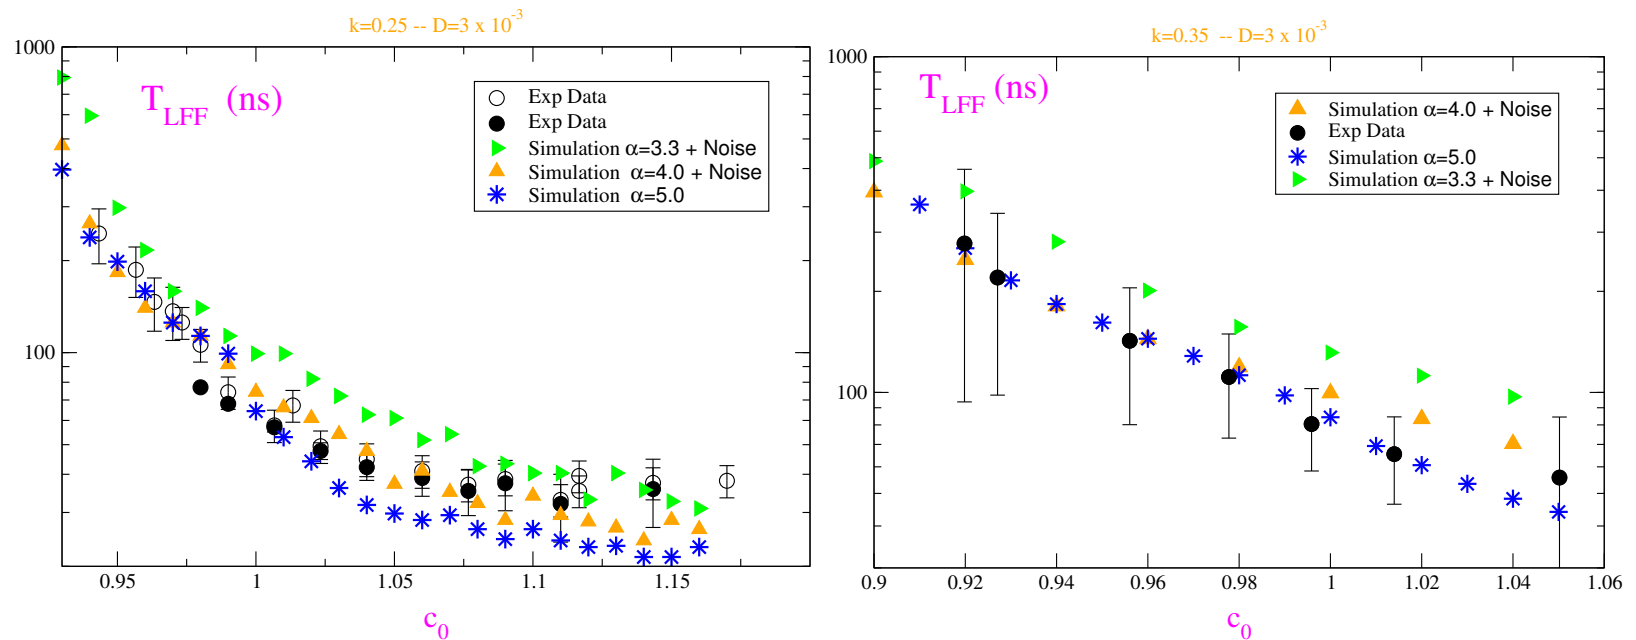 k=0.25 -- D=3 x 10⁻³
1000
T_LFF (ns)
Exp Data
Exp Data
Simulation α=3.3 + Noise
Simulation α=4.0 + Noise
Simulation α=5.0
100
0.95 1 1.05 1.1 1.15
c₀
k=0.35 -- D=3 x 10⁻³
1000
T_LFF (ns)
Simulation α=4.0 + Noise
Exp Data
Simulation α=5.0
Simulation α=3.3 + Noise
100
0.9 0.92 0.94 0.96 0.98 1 1.02 1.04 1.06
c₀